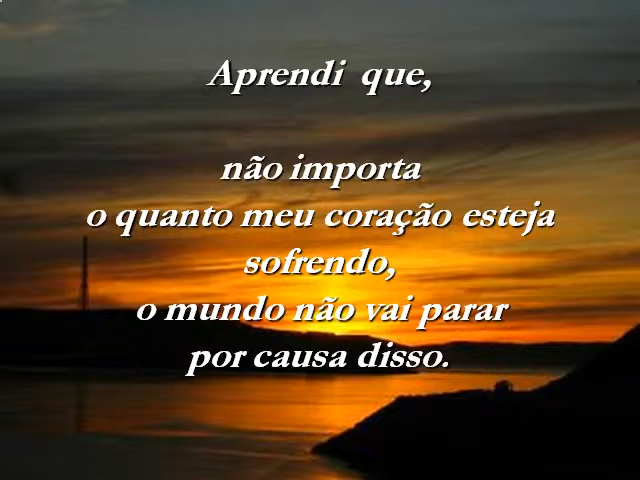 Aprendi que,
não importa
o quanto meu coração esteja
sofrendo,
o mundo não vai parar
por causa disso.